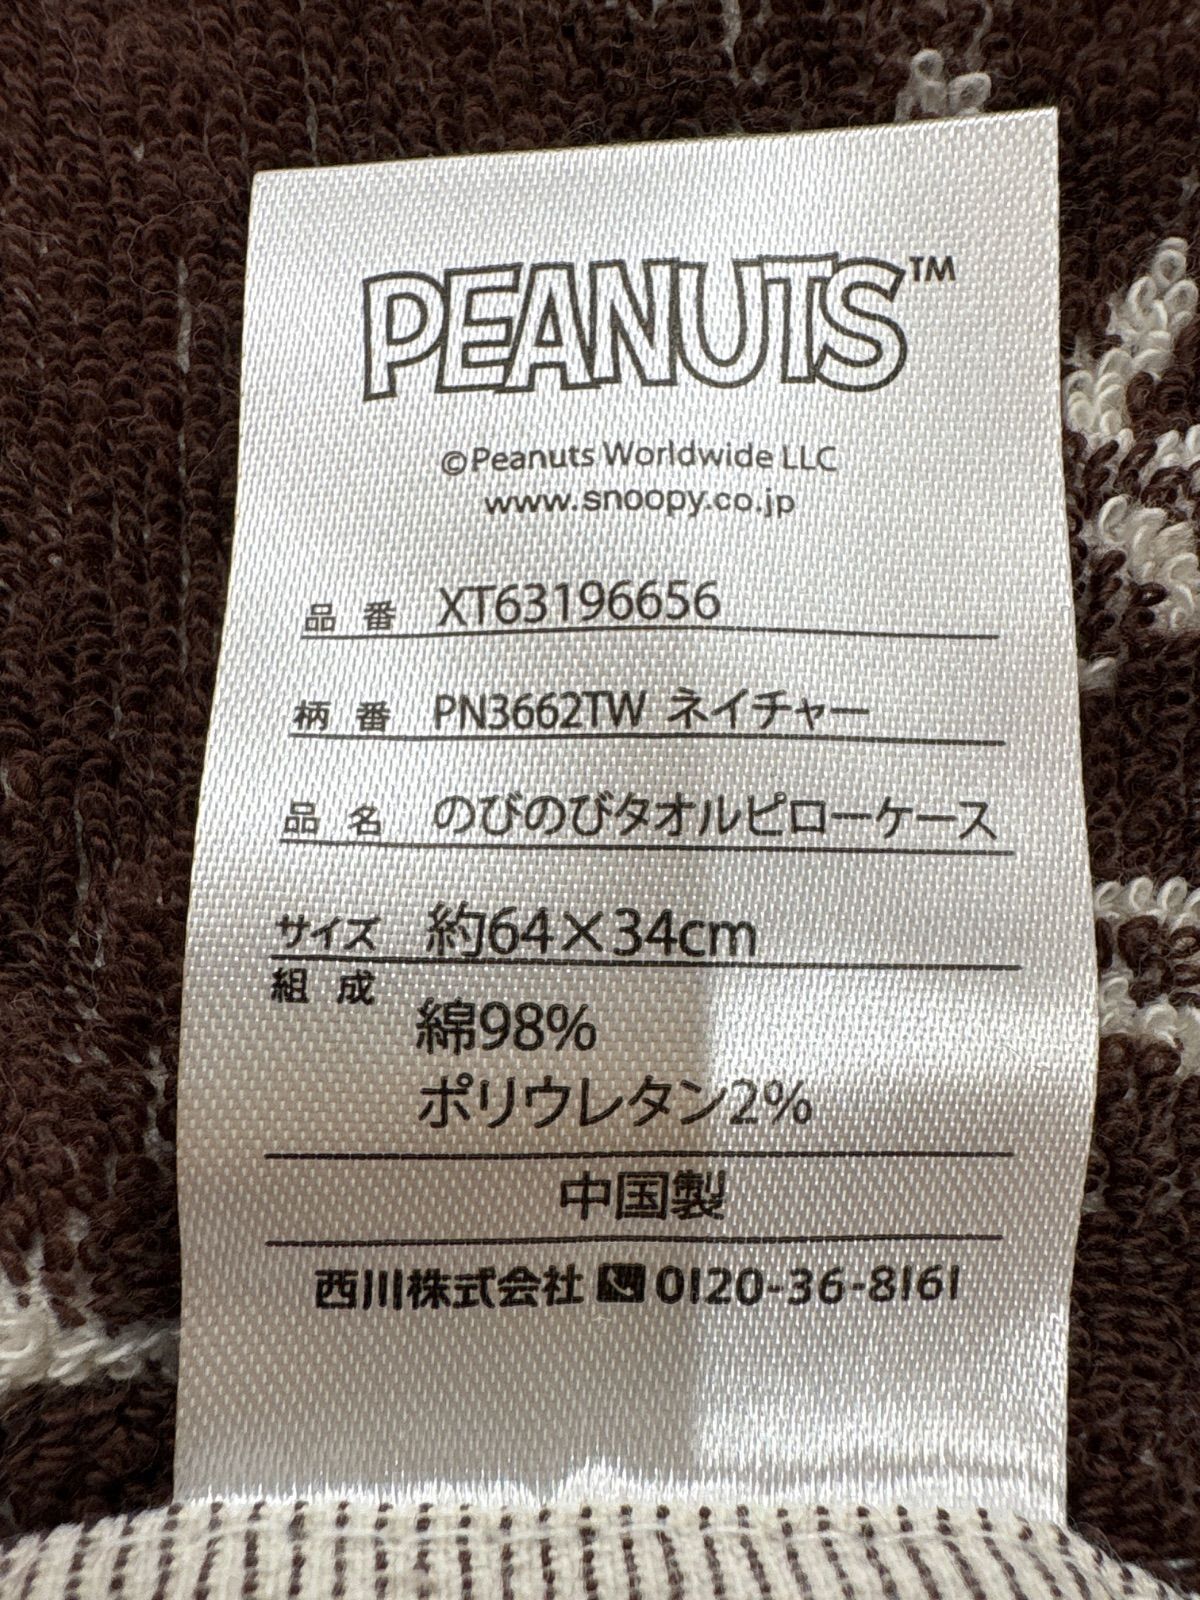 PEANUTS™
©Peanuts Worldwide LLC
www.snoopy.co.jp
品番 XT63196656
柄番 PN3662TW ネイチャー
品名 のびのびタオルピローケース
サイズ 約64×34cm
組成
綿98%
ポリウレタン2%
中国製
西川株式会社 0120-36-8161